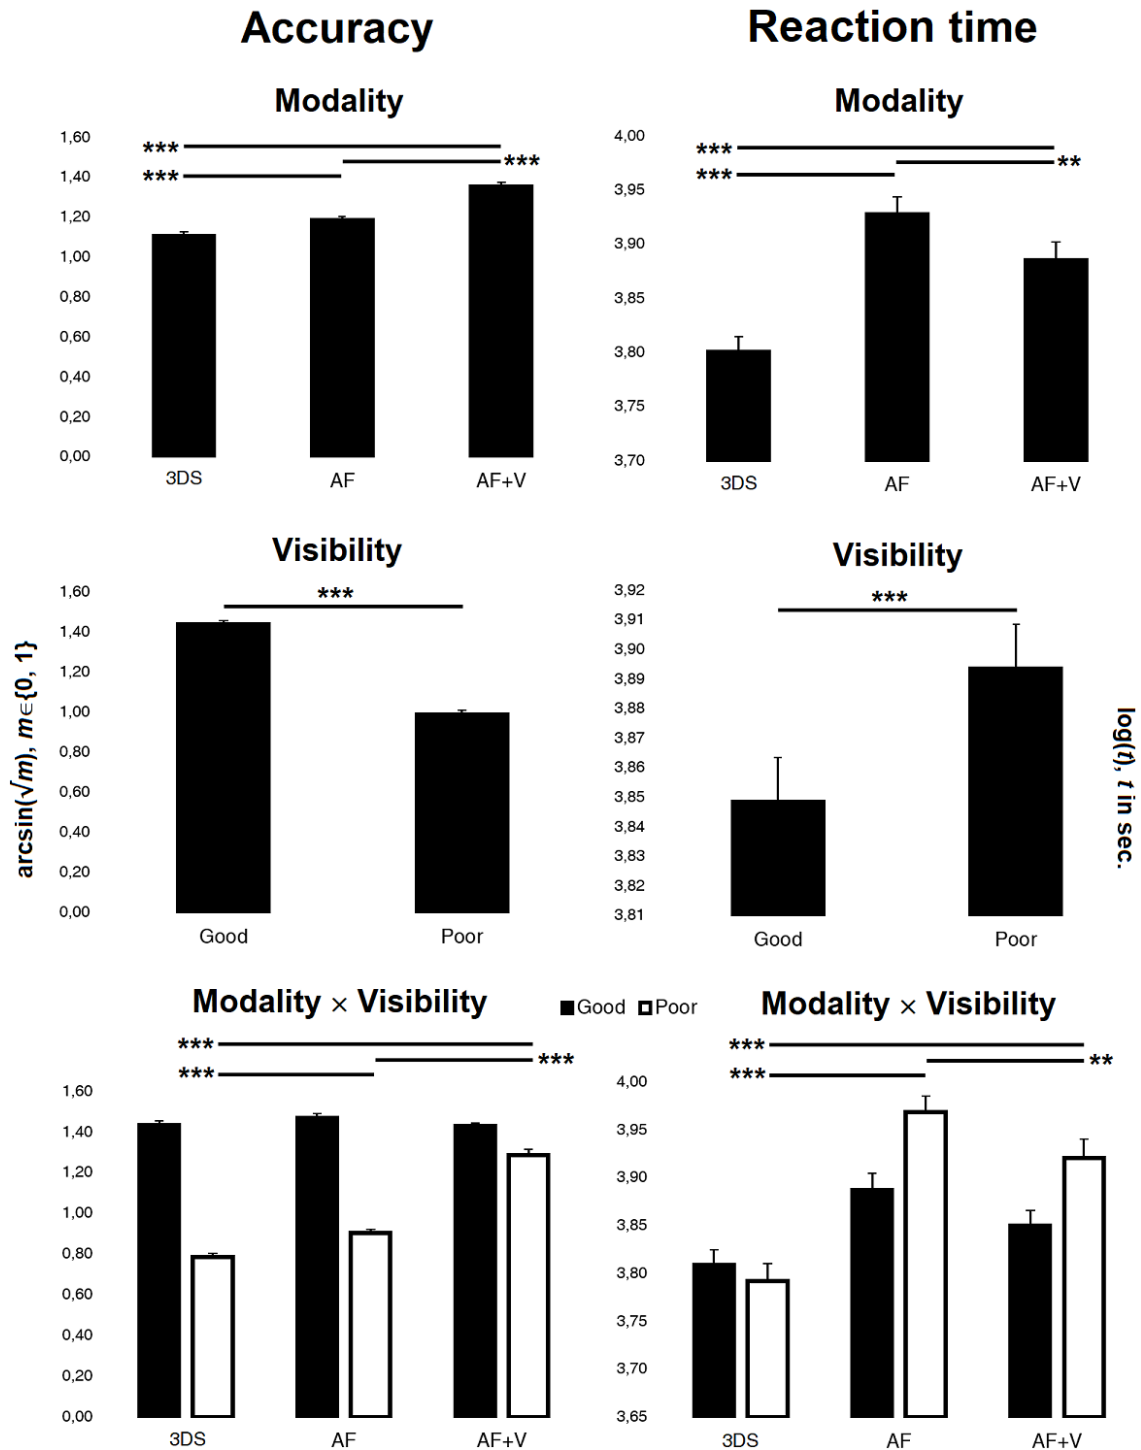 Accuracy
Reaction time
Modality
1,60
1,40
1,20
1,00
0,80
0,60
0,40
0,20
0,00
***
***
***
3DS
AF
AF+V
Modality
4,00
3,95
3,90
3,85
3,80
3,75
3,70
***
**
***
3DS
AF
AF+V
Visibility
1,60
1,40
1,20
1,00
0,80
0,60
0,40
0,20
0,00
***
Good
Poor
arcsin(√m), m∈{0, 1}
Visibility
3,92
3,91
3,90
3,89
3,88
3,87
3,86
3,85
3,84
3,83
3,82
3,81
***
Good
Poor
log(t), t in sec.
Modality × Visibility
Good Poor
***
***
***
1,60
1,40
1,20
1,00
0,80
0,60
0,40
0,20
0,00
3DS
AF
AF+V
Modality × Visibility
***
**
***
4,00
3,95
3,90
3,85
3,80
3,75
3,70
3,65
3DS
AF
AF+V